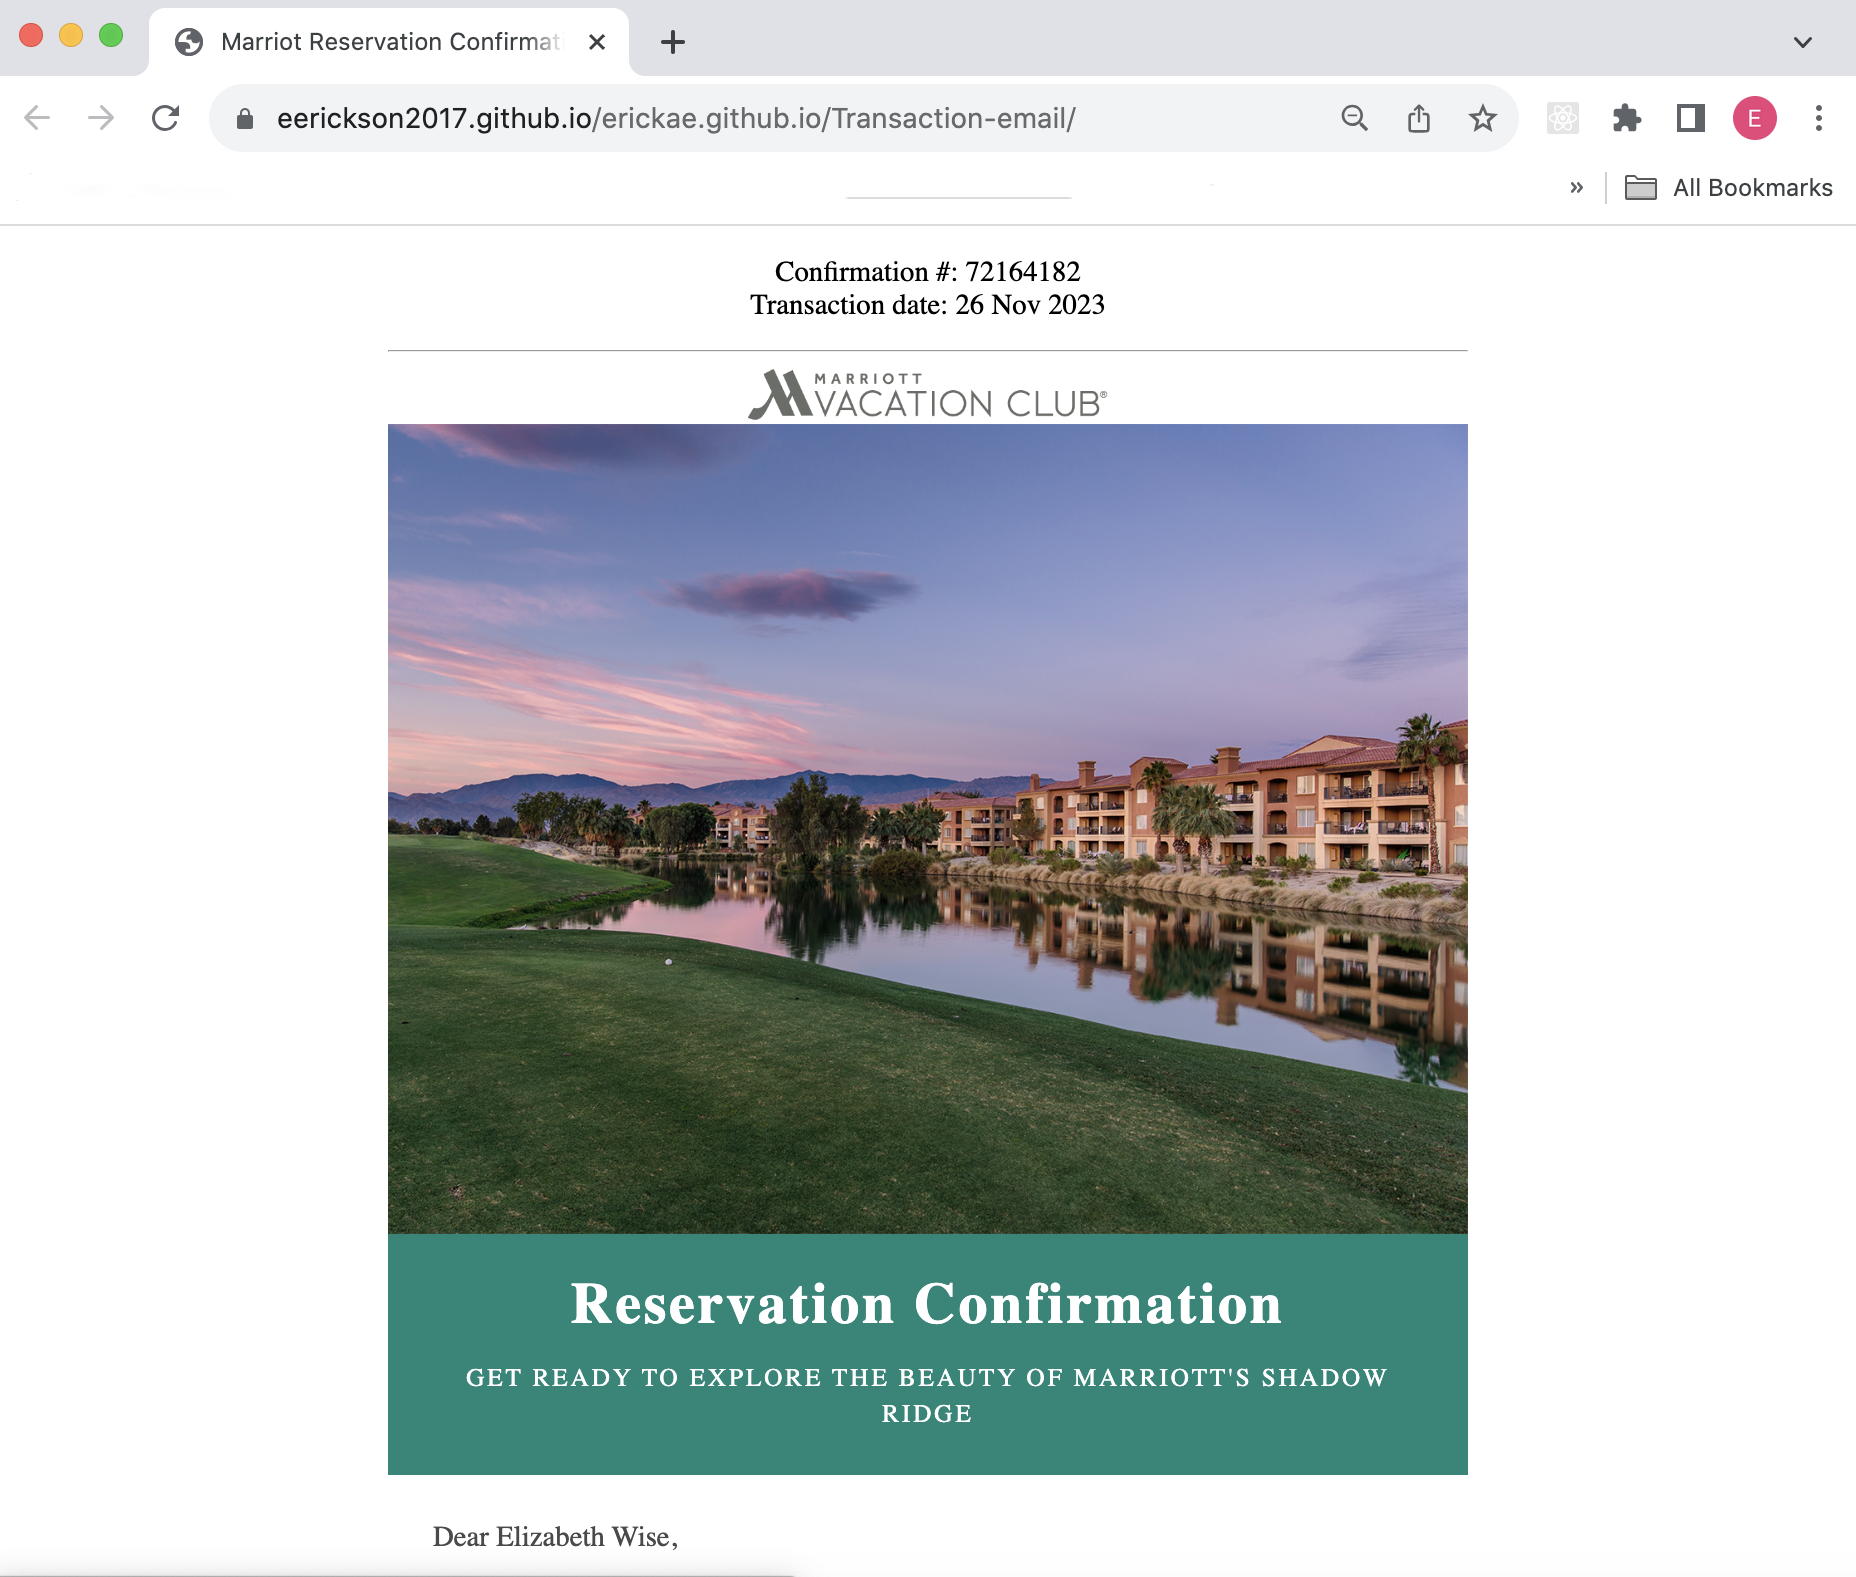 Marriot Reservation Confirmat
eerickson2017.github.io/erickae.github.io/Transaction-email/
E
» All Bookmarks
Confirmation #: 72164182
Transaction date: 26 Nov 2023
MARRIOTT
VACATION CLUB®
Reservation Confirmation
GET READY TO EXPLORE THE BEAUTY OF MARRIOTT'S SHADOW
RIDGE
Dear Elizabeth Wise,